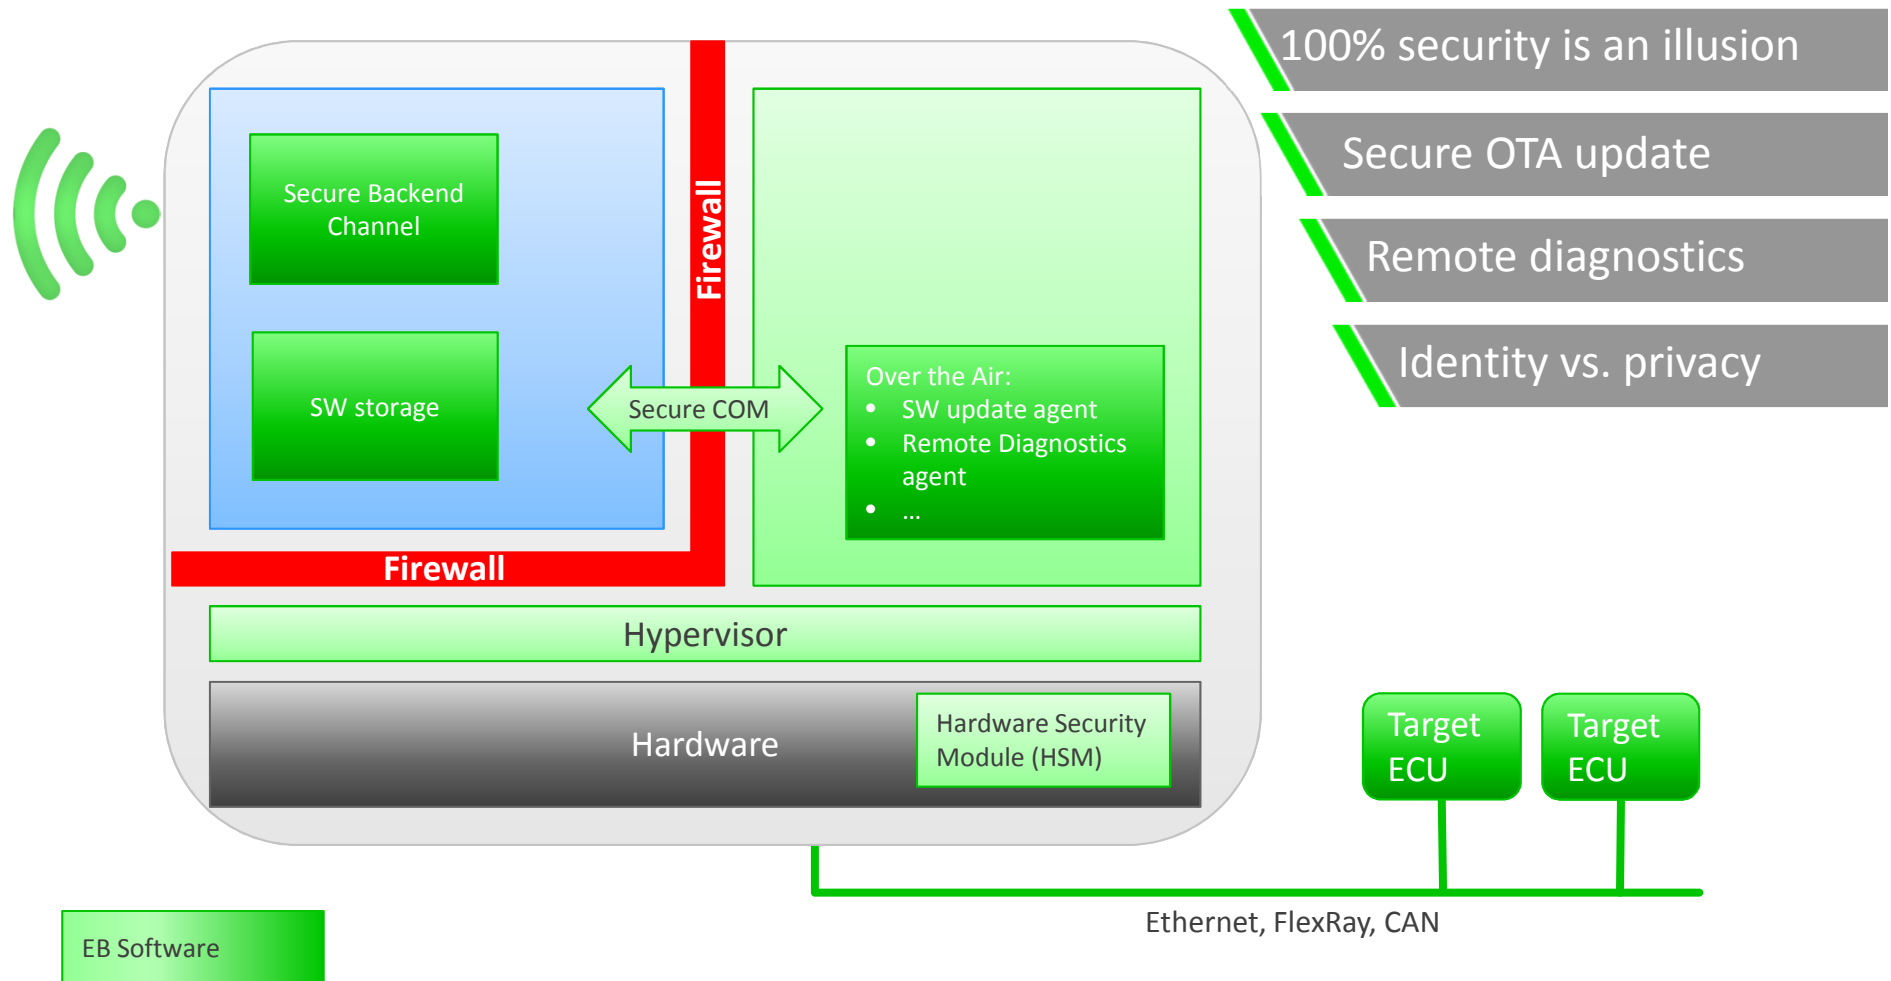 100% security is an illusion
Secure OTA update
Remote diagnostics
Identity vs. privacy
Secure Backend
Channel
SW storage
Firewall
Firewall
Secure COM
Over the Air:
• SW update agent
• Remote Diagnostics
agent
• ...
Hypervisor
Hardware
Hardware Security
Module (HSM)
Target
ECU
Target
ECU
Ethernet, FlexRay, CAN
EB Software